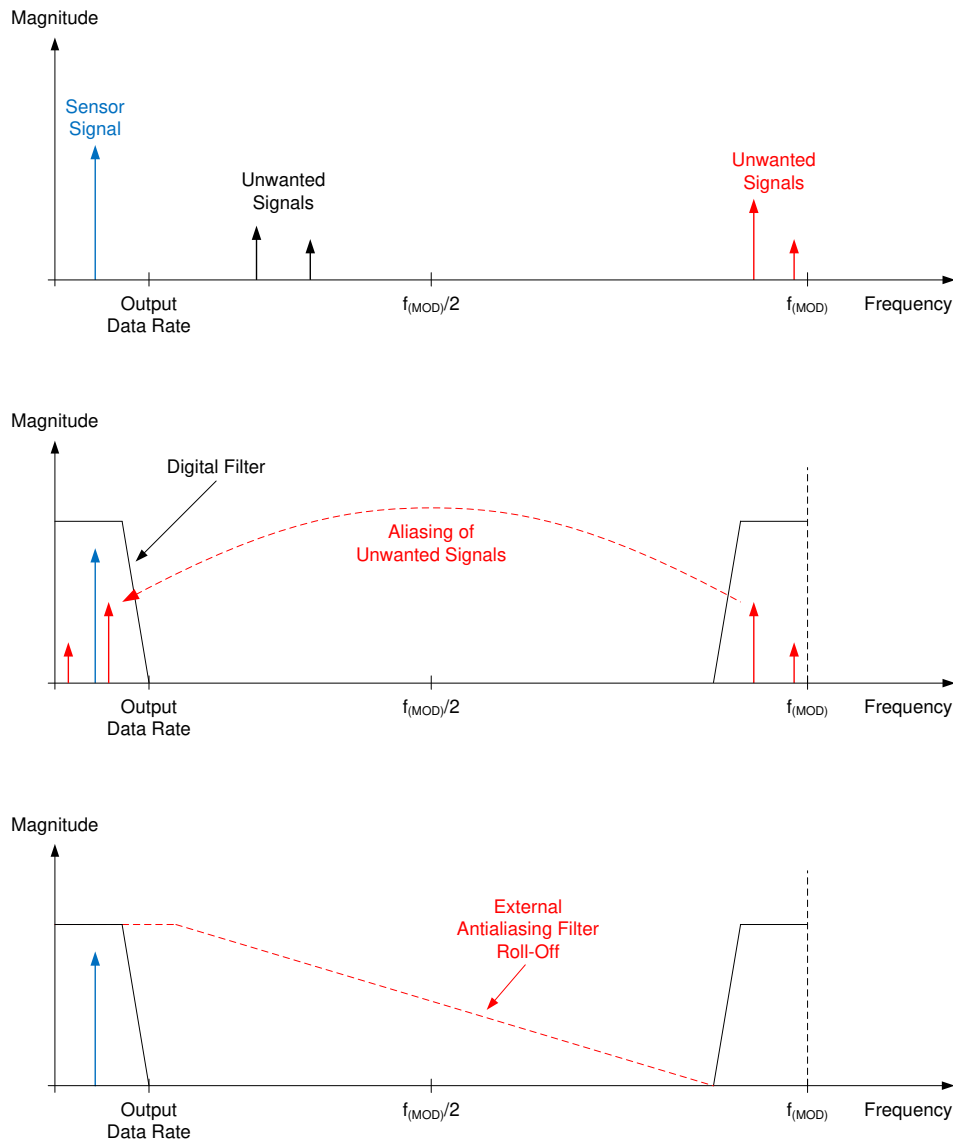 Magnitude
Sensor
Signal
Unwanted
Signals
Unwanted
Signals
Output
Data Rate
f(MOD)/2
f(MOD)
Frequency
Magnitude
Digital Filter
Aliasing of
Unwanted Signals
Output
Data Rate
f(MOD)/2
f(MOD)
Frequency
Magnitude
External
Antialiasing Filter
Roll-Off
Output
Data Rate
f(MOD)/2
f(MOD)
Frequency